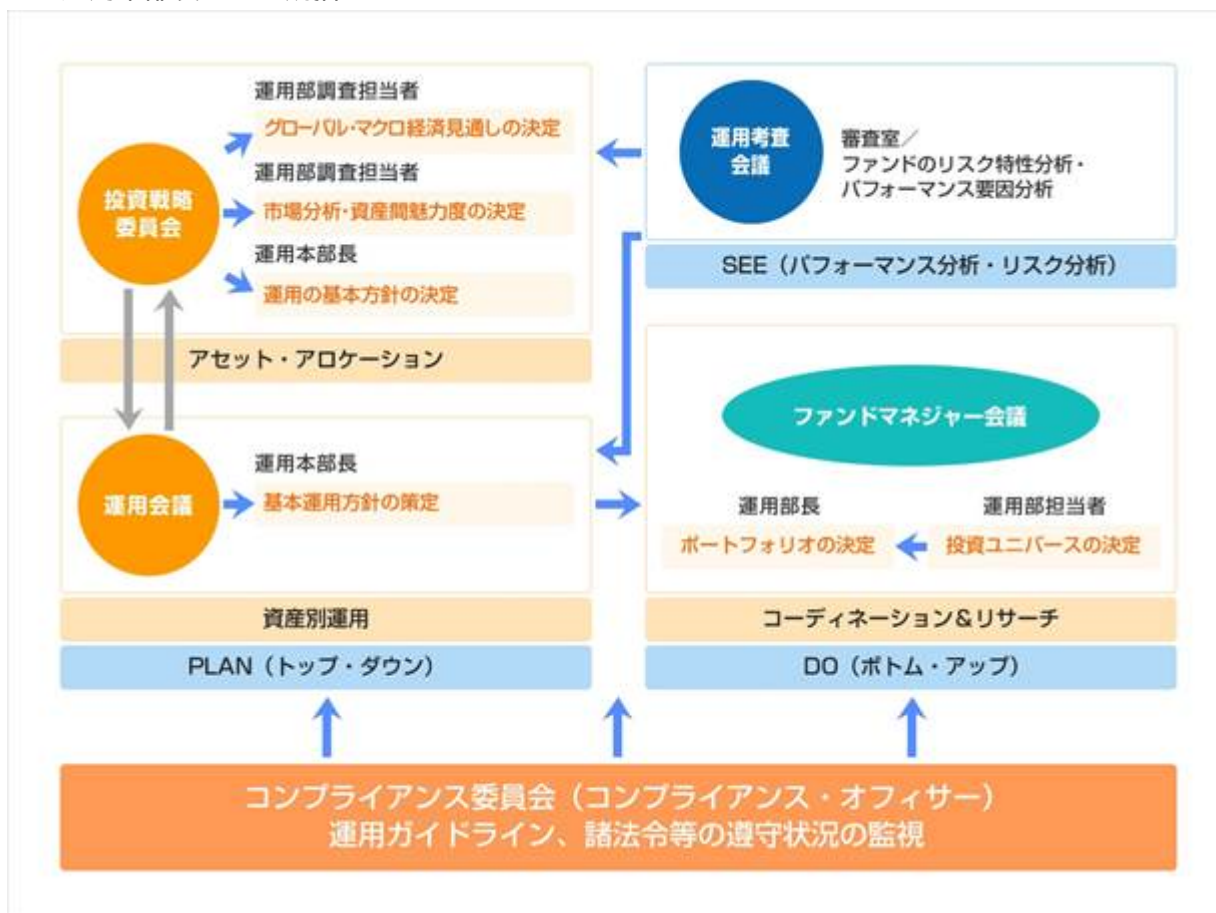 運用部調査担当者
グローバル・マクロ経済見通しの決定
投資戦略
委員会
運用部調査担当者
市場分析・資産間魅力度の決定
運用本部長
運用の基本方針の決定
アセット・アロケーション
運用会議
運用本部長
基本運用方針の策定
資産別運用
PLAN（トップ・ダウン）
運用考査
会議
審査室／
ファンドのリスク特性分析・
パフォーマンス要因分析
SEE（パフォーマンス分析・リスク分析）
ファンドマネジャー会議
運用部長
ポートフォリオの決定
運用部担当者
投資ユニバースの決定
コーディネーション＆リサーチ
DO（ボトム・アップ）
コンプライアンス委員会（コンプライアンス・オフィサー）
運用ガイドライン、諸法令等の遵守状況の監視